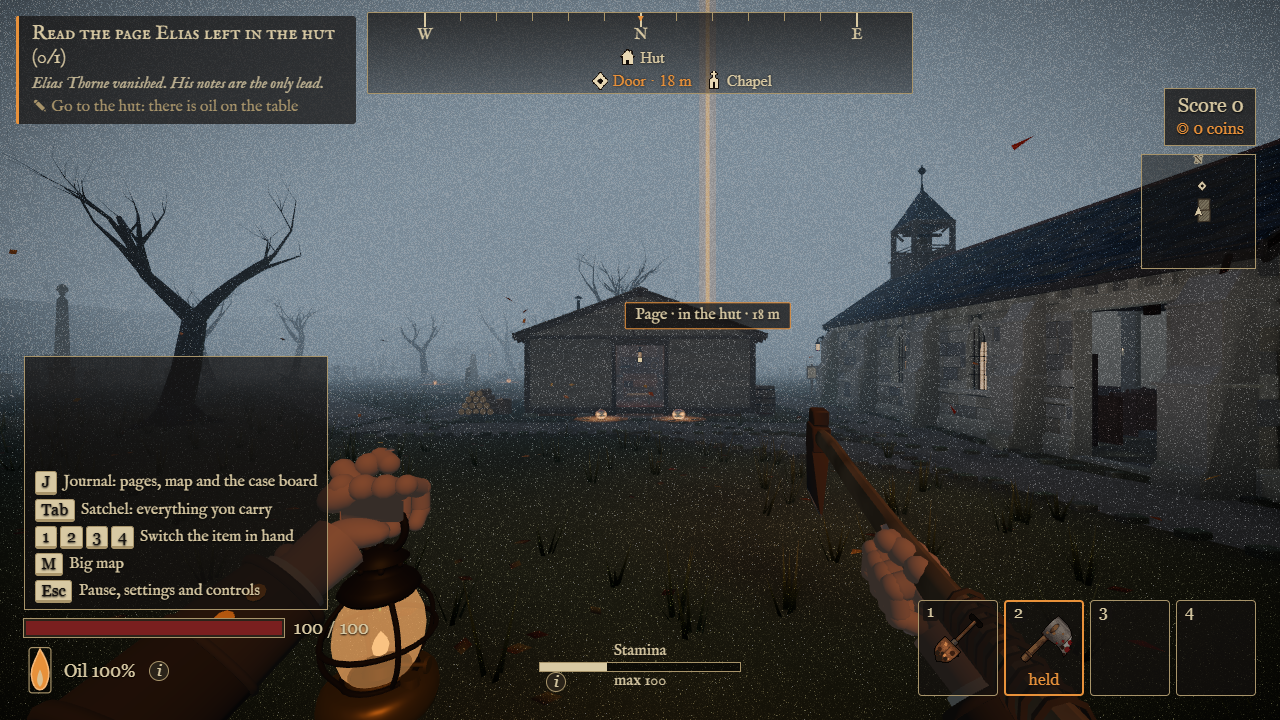 Read the page Elias left in the hut
(0/1)
Elias Thorne vanished. His notes are the only lead.
Go to the hut: there is oil on the table
W N E
Hut
Door · 18 m Chapel
Score 0
0 coins
N
Page · in the hut · 18 m
J Journal: pages, map and the case board
Tab Satchel: everything you carry
1 2 3 4 Switch the item in hand
M Big map
Esc Pause, settings and controls
100 / 100
Oil 100% i
Stamina
i max 100
1 2 3 4
held